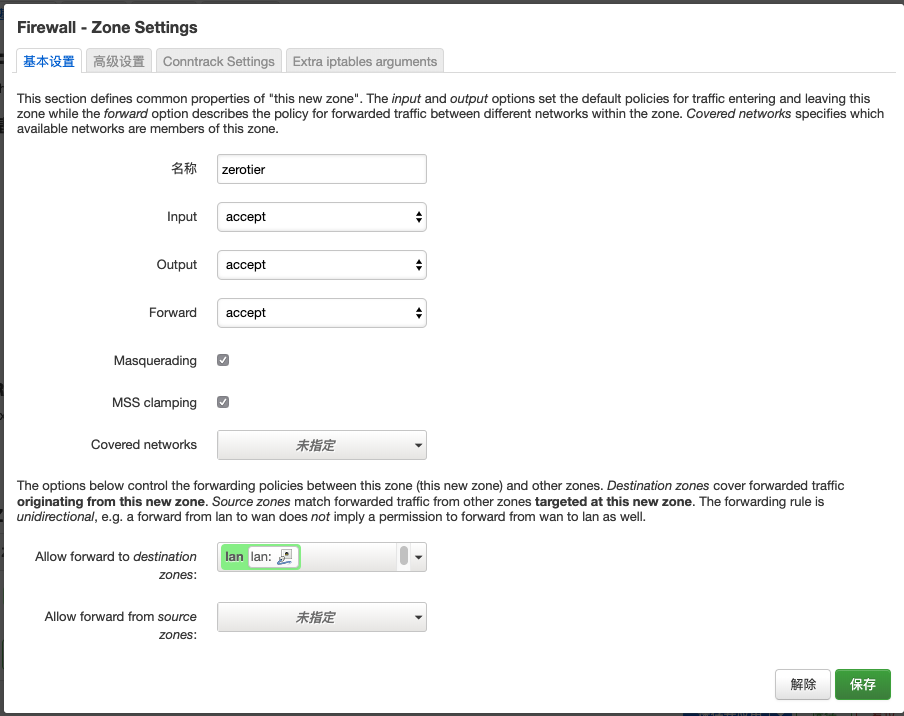 Firewall - Zone Settings
基本设置 高级设置 Conntrack Settings Extra iptables arguments
This section defines common properties of "this new zone". The input and output options set the default policies for traffic entering and leaving this
zone while the forward option describes the policy for forwarded traffic between different networks within the zone. Covered networks specifies which
available networks are members of this zone.
名称 zerotier
Input accept
Output accept
Forward accept
Masquerading
MSS clamping
Covered networks 未指定
The options below control the forwarding policies between this zone (this new zone) and other zones. Destination zones cover forwarded traffic
originating from this new zone. Source zones match forwarded traffic from other zones targeted at this new zone. The forwarding rule is
unidirectional, e.g. a forward from lan to wan does not imply a permission to forward from wan to lan as well.
Allow forward to destination lan lan:
zones:
Allow forward from source 未指定
zones:
解除 保存